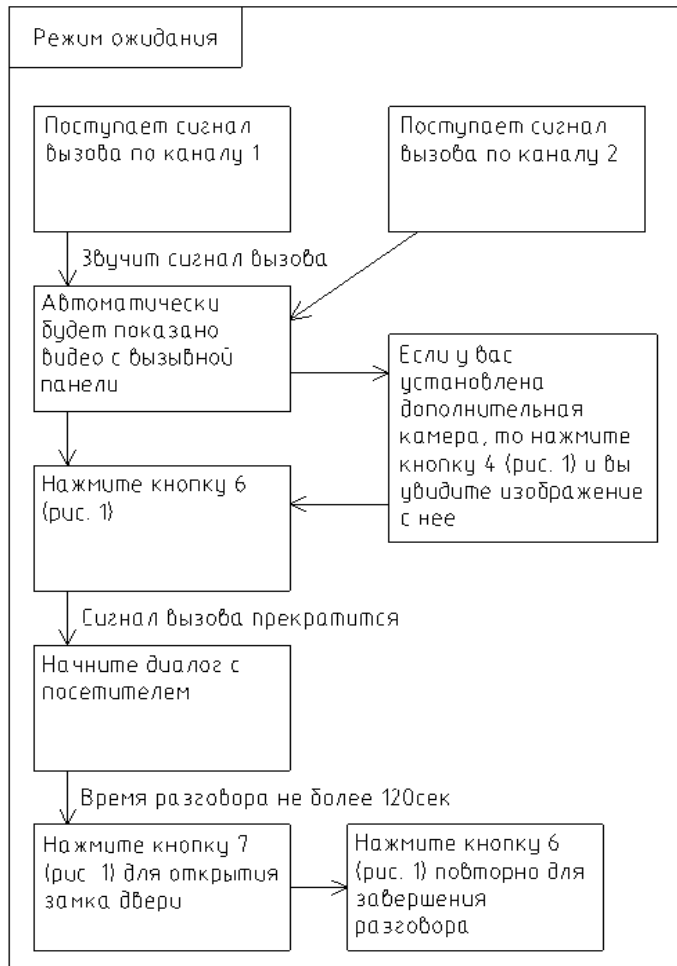 Режим ожидания
Поступает сигнал
вызова по каналу 1
Поступает сигнал
вызова по каналу 2
Звучит сигнал вызова
Автоматически
будет показано
видео с вызывной
панели
Если у вас
установлена
дополнительная
камера, то нажмите
кнопку 4 (рис. 1) и вы
увидите изображение
с нее
Нажмите кнопку 6
(рис. 1)
Сигнал вызова прекратится
Начните диалог с
посетителем
Время разговора не более 120сек
Нажмите кнопку 7
(рис 1) для открытия
замка двери
Нажмите кнопку 6
(рис. 1) повторно для
завершения
разговора